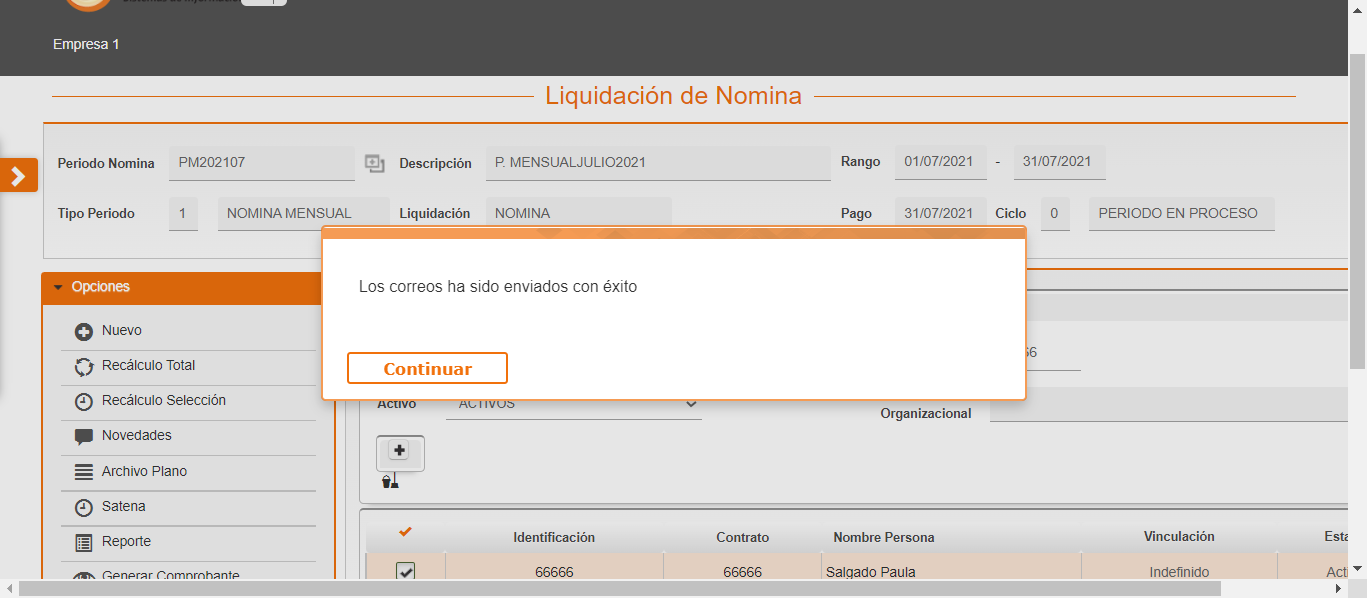 Empresa 1
Liquidación de Nomina
Periodo Nomina PM202107 Descripción P. MENSUALJULIO2021 Rango 01/07/2021 - 31/07/2021
Tipo Periodo 1 NOMINA MENSUAL Liquidación NOMINA Pago 31/07/2021 Ciclo 0 PERIODO EN PROCESO
Los correos ha sido enviados con éxito
Continuar
Opciones
Nuevo
Recálculo Total
Recálculo Selección
Novedades
Archivo Plano
Satena
Reporte
Generar Comprobante
Activo ACTIVOS
Organizacional
Identificación Contrato Nombre Persona Vinculación Esta
66666 66666 Salgado Paula Indefinido Acti